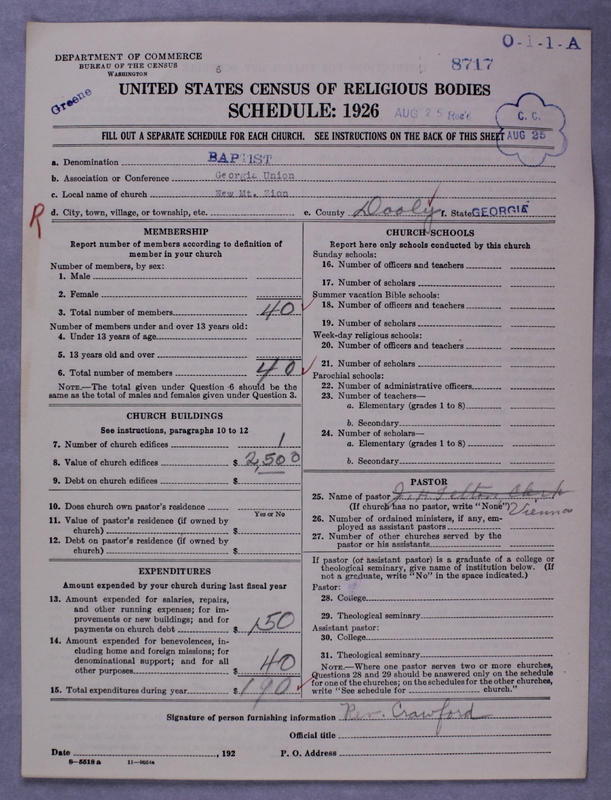 O-1-1-A
DEPARTMENT OF COMMERCE
BUREAU OF THE CENSUS
WASHINGTON
6
8717
Greene
UNITED STATES CENSUS OF RELIGIOUS BODIES
SCHEDULE: 1926
AUG 25 Rec'd
C. C.
AUG 25
FILL OUT A SEPARATE SCHEDULE FOR EACH CHURCH. SEE INSTRUCTIONS ON THE BACK OF THIS SHEET
a. Denomination BAPTIST
b. Association or Conference Georgia Union
c. Local name of church New Mt. Zion
R
d. City, town, village, or township, etc. e. County Dooly f. State GEORGIA
MEMBERSHIP
Report number of members according to definition of
member in your church
Number of members, by sex:
1. Male
2. Female
3. Total number of members 40
Number of members under and over 13 years old:
4. Under 13 years of age
5. 13 years old and over
6. Total number of members 40
NOTE.—The total given under Question 6 should be the
same as the total of males and females given under Question 3.
CHURCH BUILDINGS
See instructions, paragraphs 10 to 12
7. Number of church edifices 1
8. Value of church edifices $ 2,500
9. Debt on church edifices $
10. Does church own pastor's residence
Yes or No
11. Value of pastor's residence (if owned by
church) $
12. Debt on pastor's residence (if owned by
church) $
EXPENDITURES
Amount expended by your church during last fiscal year
13. Amount expended for salaries, repairs,
and other running expenses; for im-
provements or new buildings; and for
payments on church debt $ 150
14. Amount expended for benevolences, in-
cluding home and foreign missions; for
denominational support; and for all
other purposes $ 40
15. Total expenditures during year $ 190
CHURCH SCHOOLS
Report here only schools conducted by this church
Sunday schools:
16. Number of officers and teachers
17. Number of scholars
Summer vacation Bible schools:
18. Number of officers and teachers
19. Number of scholars
Week-day religious schools:
20. Number of officers and teachers
21. Number of scholars
Parochial schools:
22. Number of administrative officers
23. Number of teachers—
a. Elementary (grades 1 to 8)
b. Secondary
24. Number of scholars—
a. Elementary (grades 1 to 8)
b. Secondary
PASTOR
25. Name of pastor J. H. Felton Clerk
(If church has no pastor, write "None") Vienna
26. Number of ordained ministers, if any, em-
ployed as assistant pastors
27. Number of other churches served by the
pastor or his assistants
If pastor (or assistant pastor) is a graduate of a college or
theological seminary, give name of institution below. (If
not a graduate, write "No" in the space indicated.)
Pastor:
28. College
29. Theological seminary
Assistant pastor:
30. College
31. Theological seminary
NOTE.—Where one pastor serves two or more churches,
Questions 28 and 29 should be answered only on the schedule
for one of the churches; on the schedules for the other churches,
write "See schedule for church."
Signature of person furnishing information Rev. Crawford
Official title
Date , 192 P. O. Address
8-5518 a 11-9554a